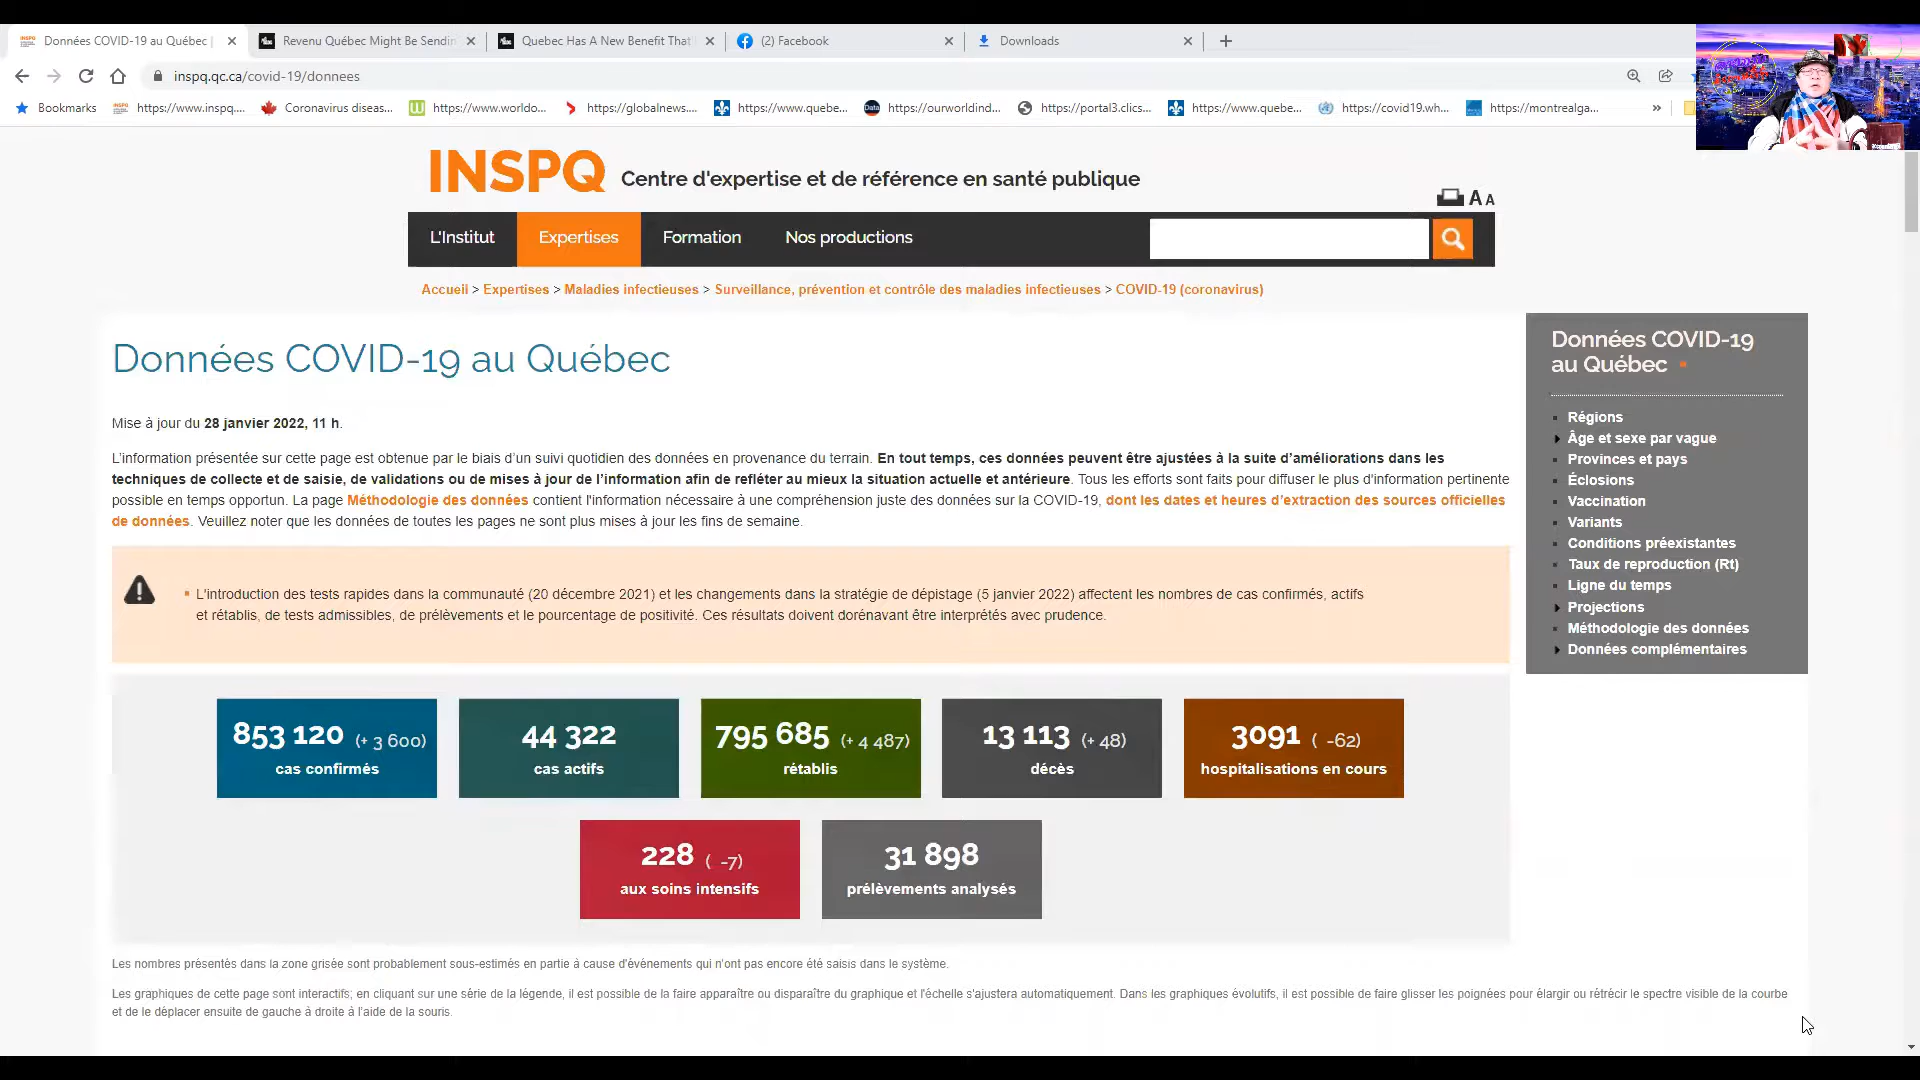 Données COVID-19 au Québec |
Revenu Québec Might Be Sendin
Quebec Has A New Benefit That
(2) Facebook
Downloads
inspq.qc.ca/covid-19/donnees
Bookmarks
https://www.inspq....
Coronavirus diseas...
https://www.worldo...
https://globalnews....
https://www.quebe...
https://ourworldind...
https://portal3.clics...
https://www.quebe...
https://covid19.wh...
https://montrealga...
»
INSPQ Centre d'expertise et de référence en santé publique
A A
L'Institut
Expertises
Formation
Nos productions
Accueil > Expertises > Maladies infectieuses > Surveillance, prévention et contrôle des maladies infectieuses > COVID-19 (coronavirus)
Données COVID-19 au Québec
Mise à jour du 28 janvier 2022, 11 h.
L'information présentée sur cette page est obtenue par le biais d'un suivi quotidien des données en provenance du terrain. En tout temps, ces données peuvent être ajustées à la suite d'améliorations dans les
techniques de collecte et de saisie, de validations ou de mises à jour de l'information afin de refléter au mieux la situation actuelle et antérieure. Tous les efforts sont faits pour diffuser le plus d'information pertinente
possible en temps opportun. La page Méthodologie des données contient l'information nécessaire à une compréhension juste des données sur la COVID-19, dont les dates et heures d'extraction des sources officielles
de données. Veuillez noter que les données de toutes les pages ne sont plus mises à jour les fins de semaine.
L'introduction des tests rapides dans la communauté (20 décembre 2021) et les changements dans la stratégie de dépistage (5 janvier 2022) affectent les nombres de cas confirmés, actifs
et rétablis, de tests admissibles, de prélèvements et le pourcentage de positivité. Ces résultats doivent dorénavant être interprétés avec prudence.
853 120 (+ 3 600)
cas confirmés
44 322
cas actifs
795 685 (+ 4 487)
rétablis
13 113 (+ 48)
décès
3091 ( -62)
hospitalisations en cours
228 ( -7)
aux soins intensifs
31 898
prélèvements analysés
Les nombres présentés dans la zone grisée sont probablement sous-estimés en partie à cause d'événements qui n'ont pas encore été saisis dans le système.
Les graphiques de cette page sont interactifs; en cliquant sur une série de la légende, il est possible de la faire apparaître ou disparaître du graphique et l'échelle s'ajustera automatiquement. Dans les graphiques évolutifs, il est possible de faire glisser les poignées pour élargir ou rétrécir le spectre visible de la courbe
et de le déplacer ensuite de gauche à droite à l'aide de la souris.
Données COVID-19
au Québec
Régions
Âge et sexe par vague
Provinces et pays
Éclosions
Vaccination
Variants
Conditions préexistantes
Taux de reproduction (Rt)
Ligne du temps
Projections
Méthodologie des données
Données complémentaires